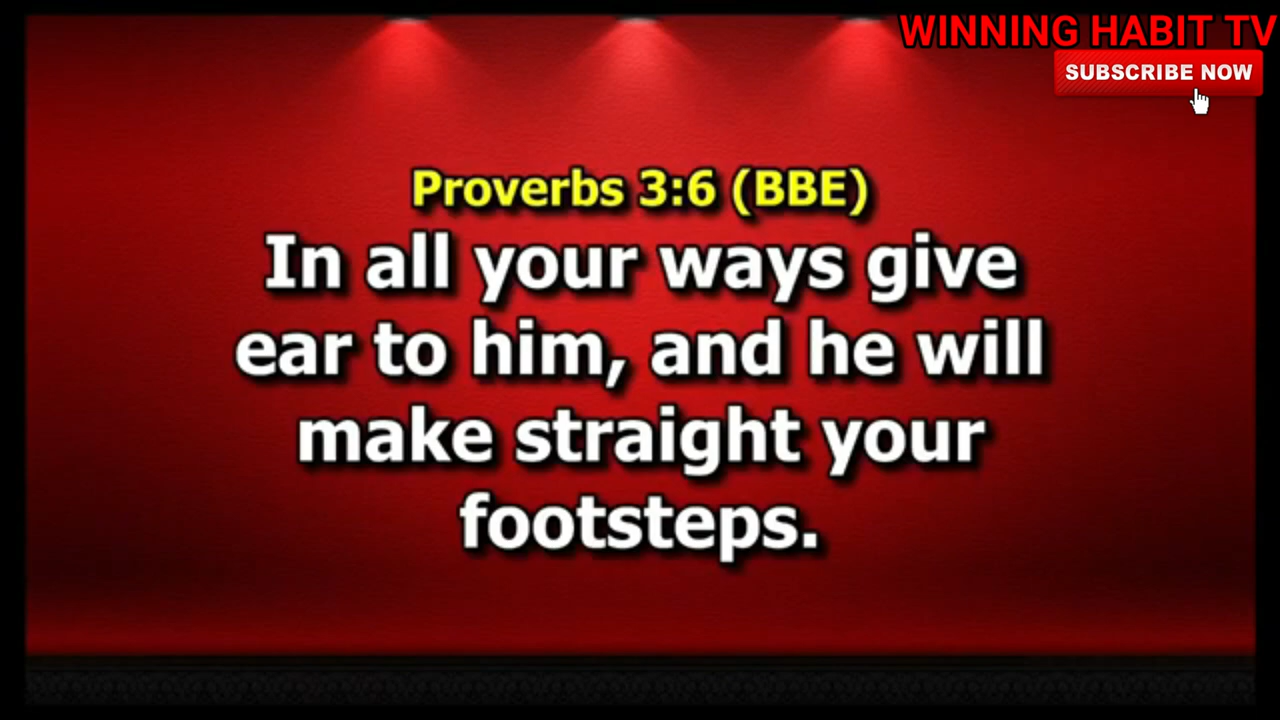 WINNING HABIT TV
SUBSCRIBE NOW
Proverbs 3:6 (BBE)
In all your ways give
ear to him, and he will
make straight your
footsteps.